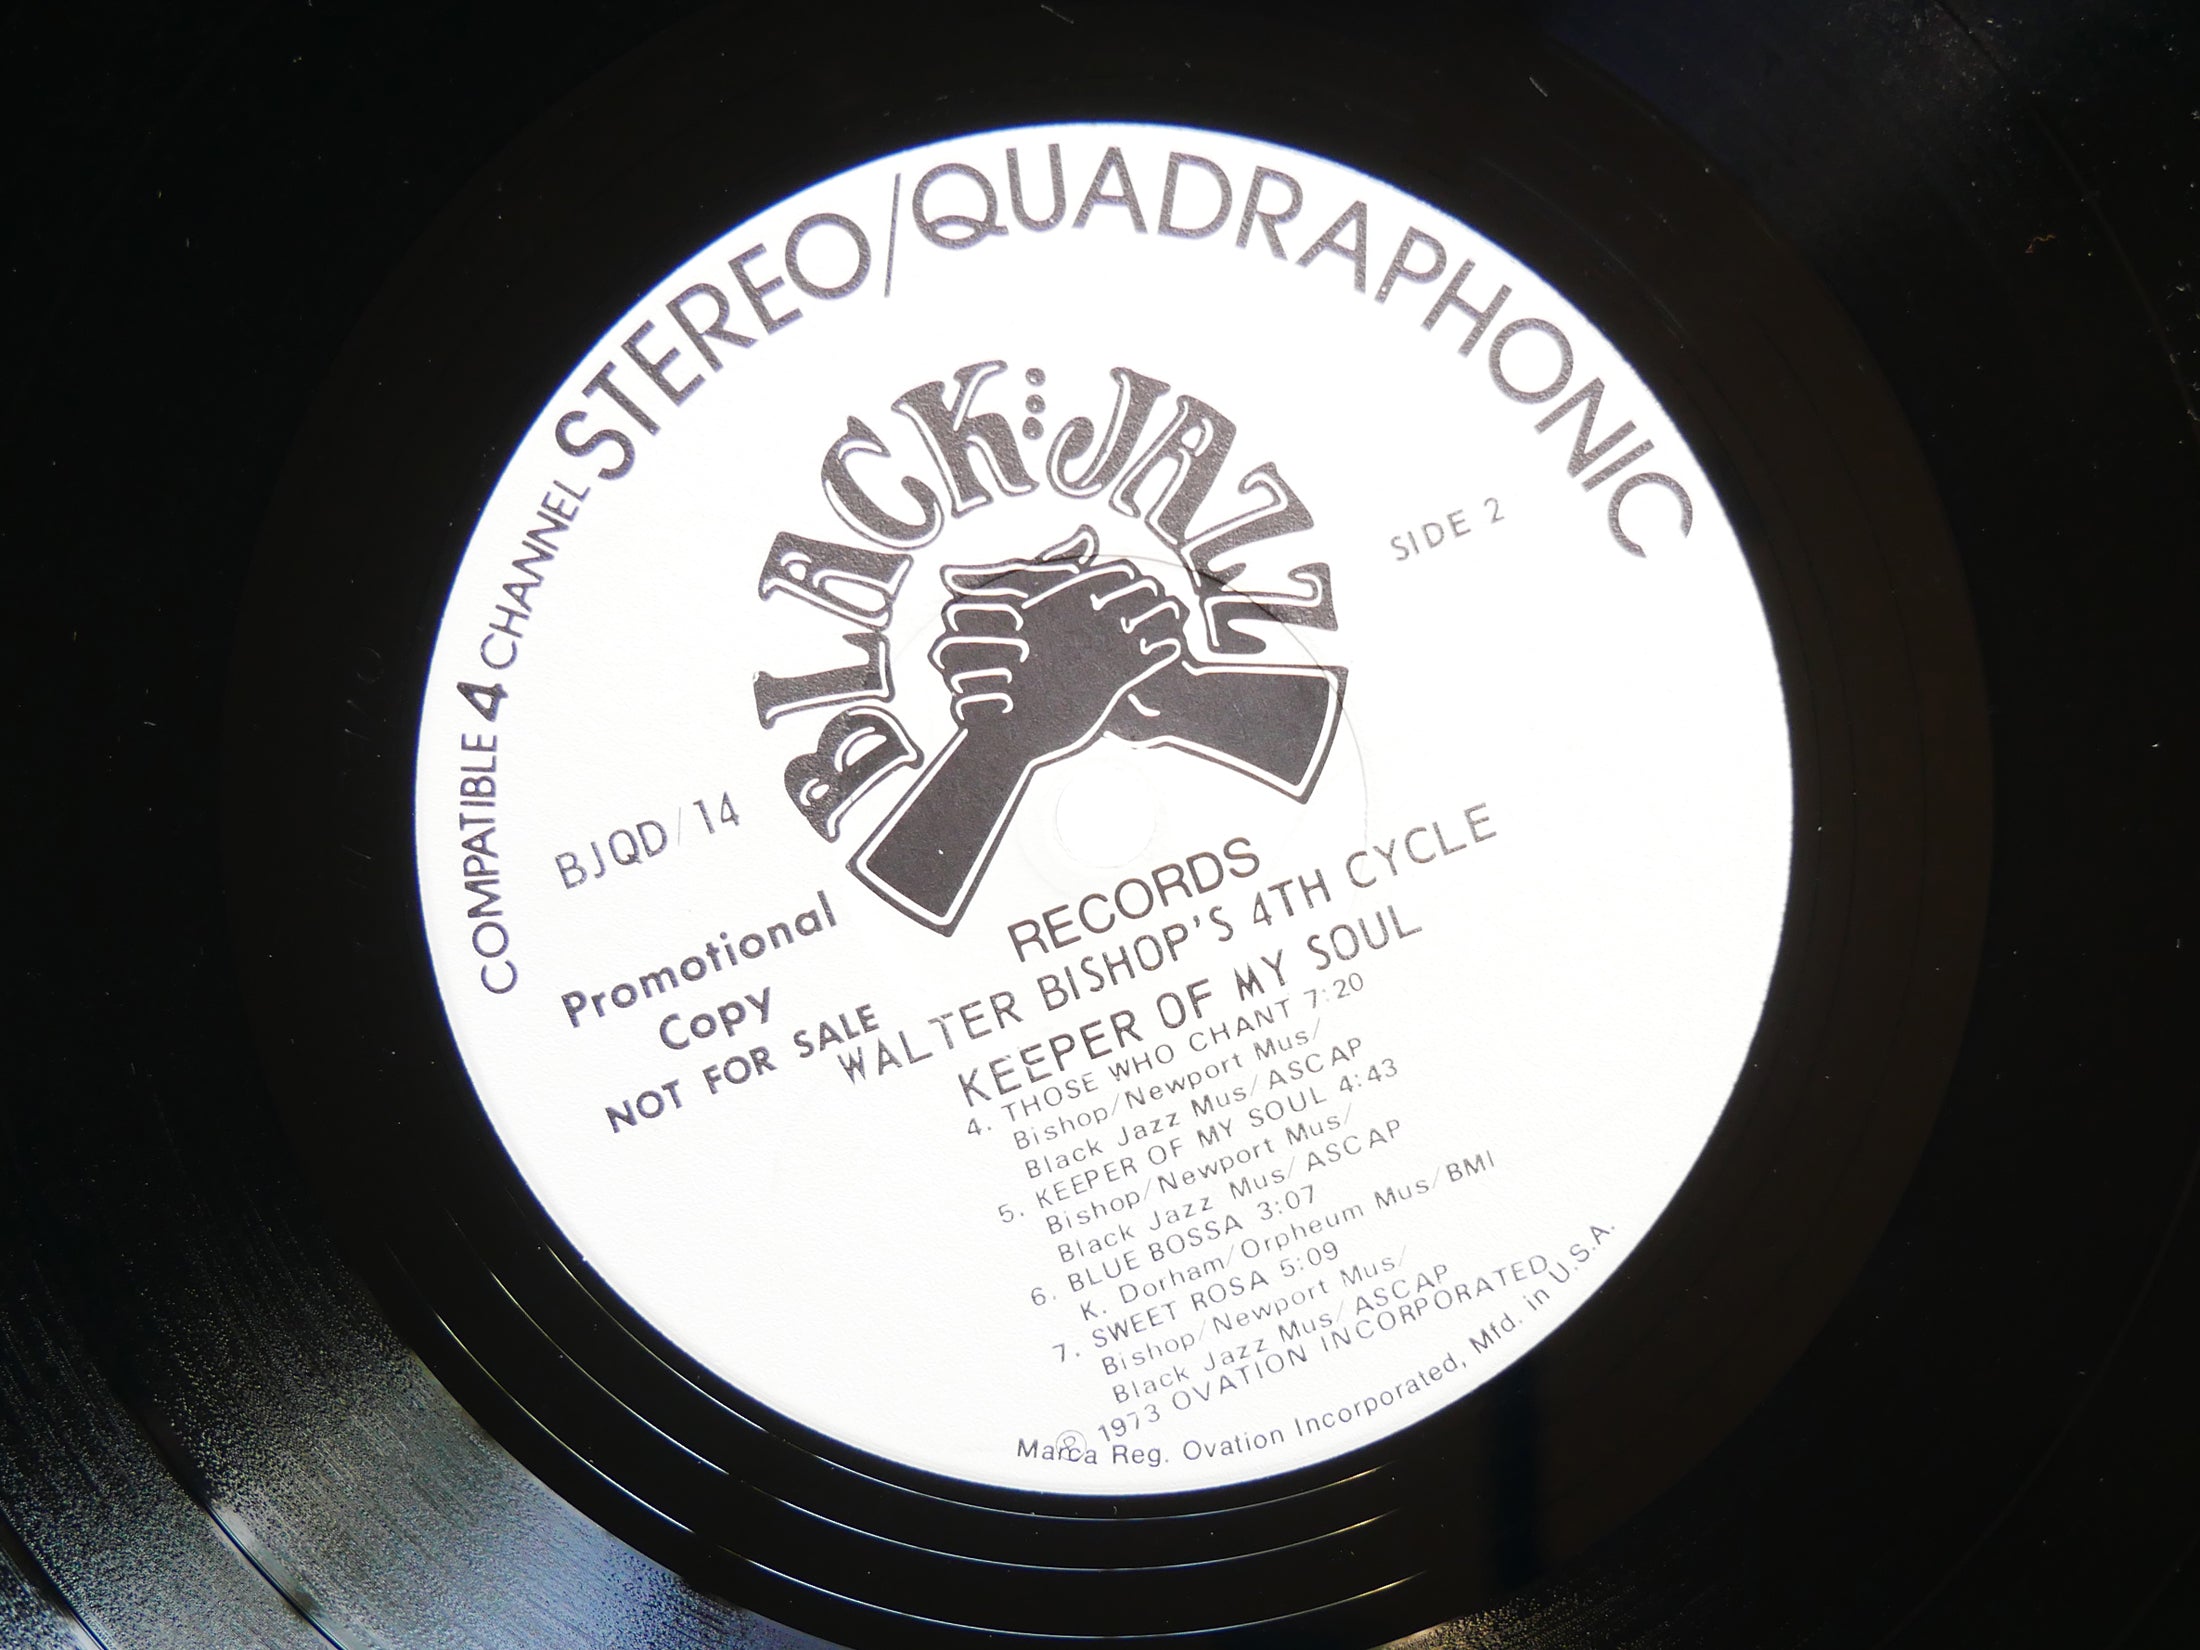 COMPATIBLE 4 CHANNEL STEREO/QUADRAPHONIC
BLACK JAZZ
SIDE 2
BJQD/14
RECORDS
Promotional
Copy
NOT FOR SALE
WALTER BISHOP'S 4TH CYCLE
KEEPER OF MY SOUL
4. THOSE WHO CHANT 7:20
Bishop/Newport Mus/
Black Jazz Mus/ASCAP
5. KEEPER OF MY SOUL 4:43
Bishop/Newport Mus/
Black Jazz Mus/ASCAP
6. BLUE BOSSA 3:07
K. Dorham/Orpheum Mus/BMI
7. SWEET ROSA 5:09
Bishop/Newport Mus/
Black Jazz Mus/ASCAP
℗ 1973 OVATION INCORPORATED
Marca Reg. Ovation Incorporated, Mfd. in U.S.A.